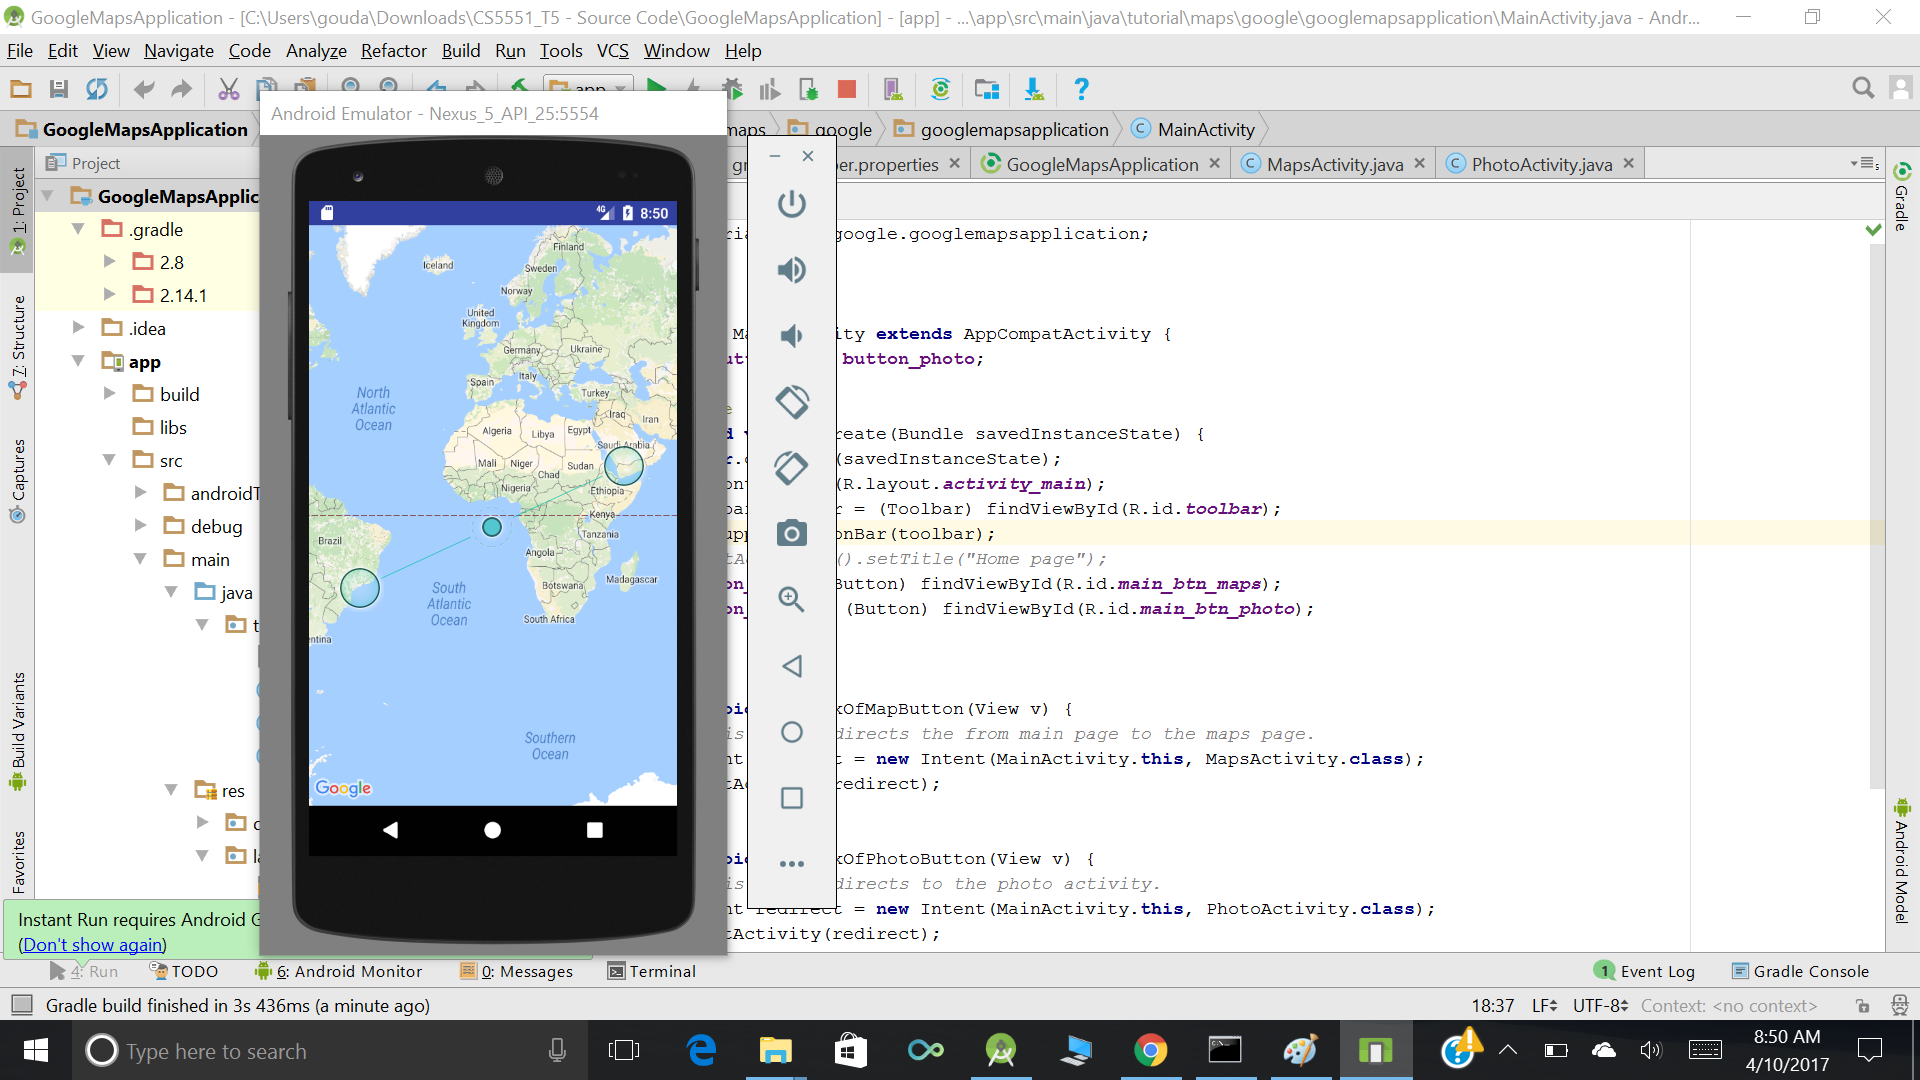 GoogleMapsApplication - [C:\Users\gouda\Downloads\CS5551_T5 - Source Code\GoogleMapsApplication] - [app] - ...\app\src\main\java\tutorial\maps\google\googlemapsapplication\MainActivity.java - Andr...
File Edit View Navigate Code Analyze Refactor Build Run Tools VCS Window Help
app
Android Emulator - Nexus_5_API_25:5554
GoogleMapsApplication maps google googlemapsapplication MainActivity
Project
per.properties GoogleMapsApplication MapsActivity.java PhotoActivity.java
1: Project
7: Structure
Captures
Build Variants
Favorites
GoogleMapsApplic
.gradle
2.8
2.14.1
.idea
app
build
libs
src
androidT
debug
main
java
t
res
Instant Run requires Android G
(Don't show again)
4G 8:50
Finland
Iceland
Sweden
Norway
United
Kingdom
Germany Ukraine
Spain Italy Turkey
North
Atlantic
Ocean
Iraq Iran
Algeria Libya Egypt
Saudi Arabia
Mali Niger Chad Sudan
Nigeria Ethiopia
Kenya
Tanzania
Brazil
Angola
Botswana Madagascar
South
Atlantic
Ocean
South Africa
ntina
Southern
Ocean
Google
google.googlemapsapplication;
ity extends AppCompatActivity {
button_photo;
reate(Bundle savedInstanceState) {
(savedInstanceState);
(R.layout.activity_main);
r = (Toolbar) findViewById(R.id.toolbar);
onBar(toolbar);
().setTitle("Home page");
Button) findViewById(R.id.main_btn_maps);
(Button) findViewById(R.id.main_btn_photo);
kOfMapButton(View v) {
directs the from main page to the maps page.
t = new Intent(MainActivity.this, MapsActivity.class);
redirect);
kOfPhotoButton(View v) {
directs to the photo activity.
nt redirect = new Intent(MainActivity.this, PhotoActivity.class);
tActivity(redirect);
Gradle
Android Model
4: Run TODO 6: Android Monitor 0: Messages Terminal 1 Event Log Gradle Console
Gradle build finished in 3s 436ms (a minute ago) 18:37 LF UTF-8 Context: <no context>
Type here to search
8:50 AM
4/10/2017